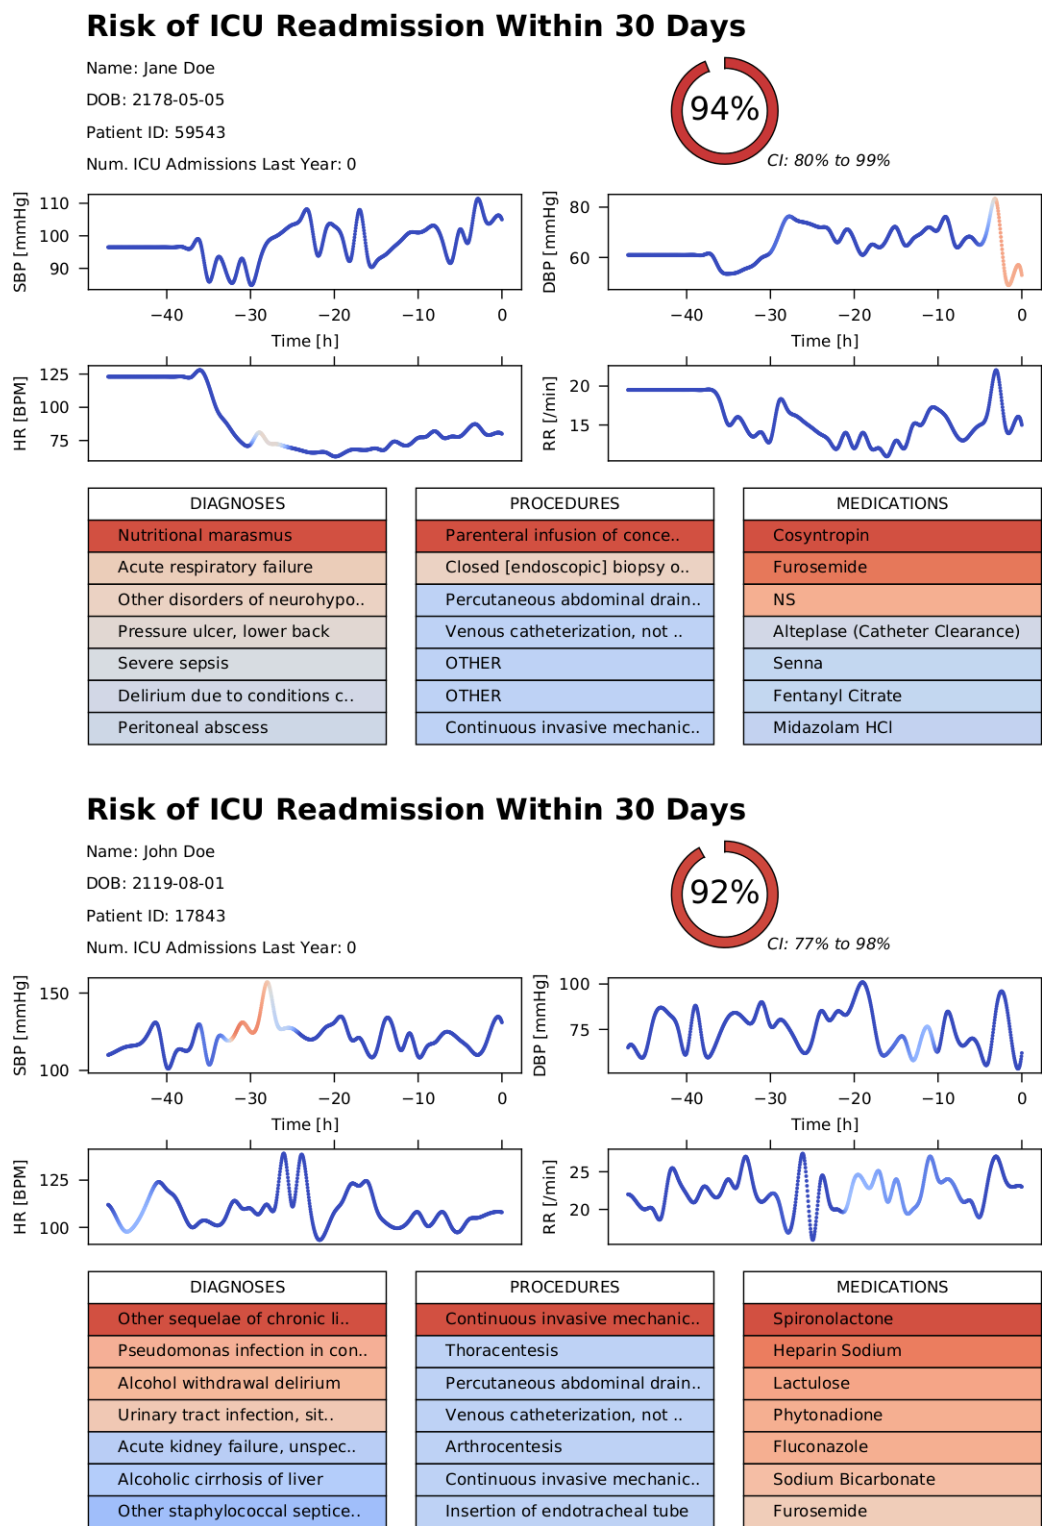 Risk of ICU Readmission Within 30 Days
Name: Jane Doe
DOB: 2178-05-05
Patient ID: 59543
Num. ICU Admissions Last Year: 0
94%
CI: 80% to 99%
SBP [mmHg]
110
100
90
−40 −30 −20 −10 0
Time [h]
DBP [mmHg]
80
60
−40 −30 −20 −10 0
Time [h]
HR [BPM]
125
100
75
RR [/min]
20
15
DIAGNOSES
Nutritional marasmus
Acute respiratory failure
Other disorders of neurohypo..
Pressure ulcer, lower back
Severe sepsis
Delirium due to conditions c..
Peritoneal abscess
PROCEDURES
Parenteral infusion of conce..
Closed [endoscopic] biopsy o..
Percutaneous abdominal drain..
Venous catheterization, not ..
OTHER
OTHER
Continuous invasive mechanic..
MEDICATIONS
Cosyntropin
Furosemide
NS
Alteplase (Catheter Clearance)
Senna
Fentanyl Citrate
Midazolam HCl
Risk of ICU Readmission Within 30 Days
Name: John Doe
DOB: 2119-08-01
Patient ID: 17843
Num. ICU Admissions Last Year: 0
92%
CI: 77% to 98%
SBP [mmHg]
150
100
−40 −30 −20 −10 0
Time [h]
DBP [mmHg]
100
75
−40 −30 −20 −10 0
Time [h]
HR [BPM]
125
100
RR [/min]
25
20
DIAGNOSES
Other sequelae of chronic li..
Pseudomonas infection in con..
Alcohol withdrawal delirium
Urinary tract infection, sit..
Acute kidney failure, unspec..
Alcoholic cirrhosis of liver
Other staphylococcal septice..
PROCEDURES
Continuous invasive mechanic..
Thoracentesis
Percutaneous abdominal drain..
Venous catheterization, not ..
Arthrocentesis
Continuous invasive mechanic..
Insertion of endotracheal tube
MEDICATIONS
Spironolactone
Heparin Sodium
Lactulose
Phytonadione
Fluconazole
Sodium Bicarbonate
Furosemide